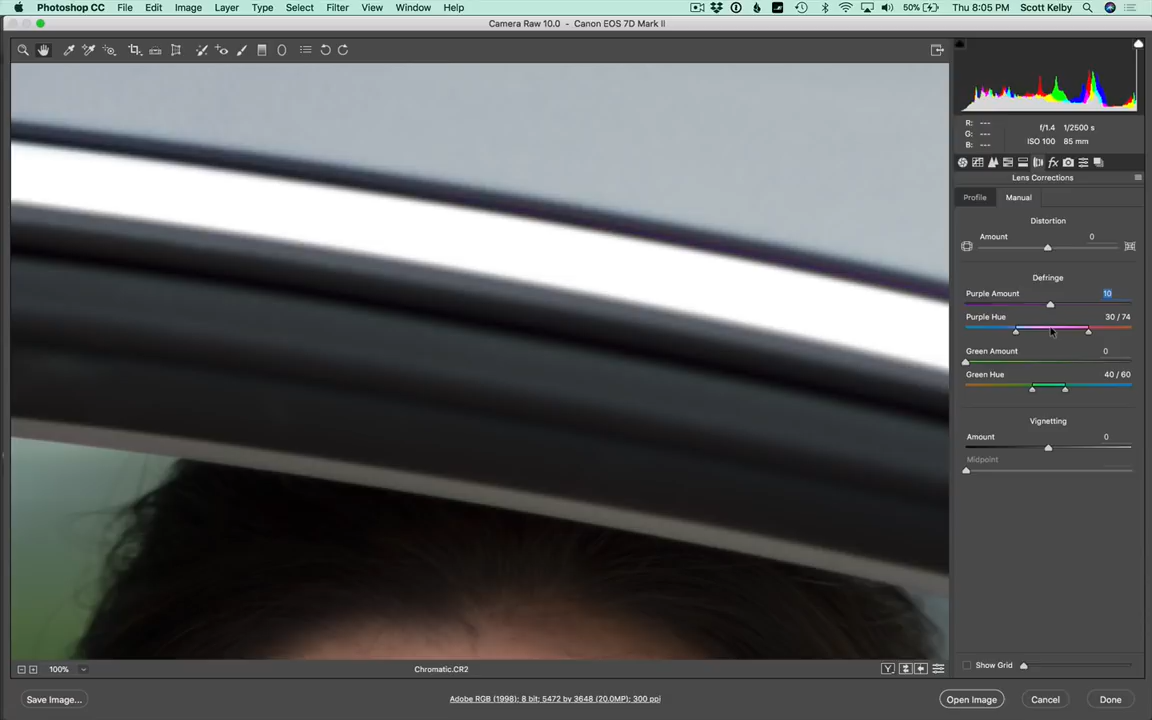 Photoshop CC File Edit Image Layer Type Select Filter View Window Help 50% Thu 8:05 PM Scott Kelby
Camera Raw 10.0 - Canon EOS 7D Mark II
R: ---
G: --- f/1.4 1/2500 s
B: --- ISO 100 85 mm
Lens Corrections
Profile Manual
Distortion
Amount 0
Defringe
Purple Amount 10
Purple Hue 30 / 74
Green Amount 0
Green Hue 40 / 60
Vignetting
Amount 0
Midpoint
Show Grid
100% Chromatic.CR2 Y
Save Image... Adobe RGB (1998); 8 bit; 5472 by 3648 (20.0MP); 300 ppi Open Image Cancel Done